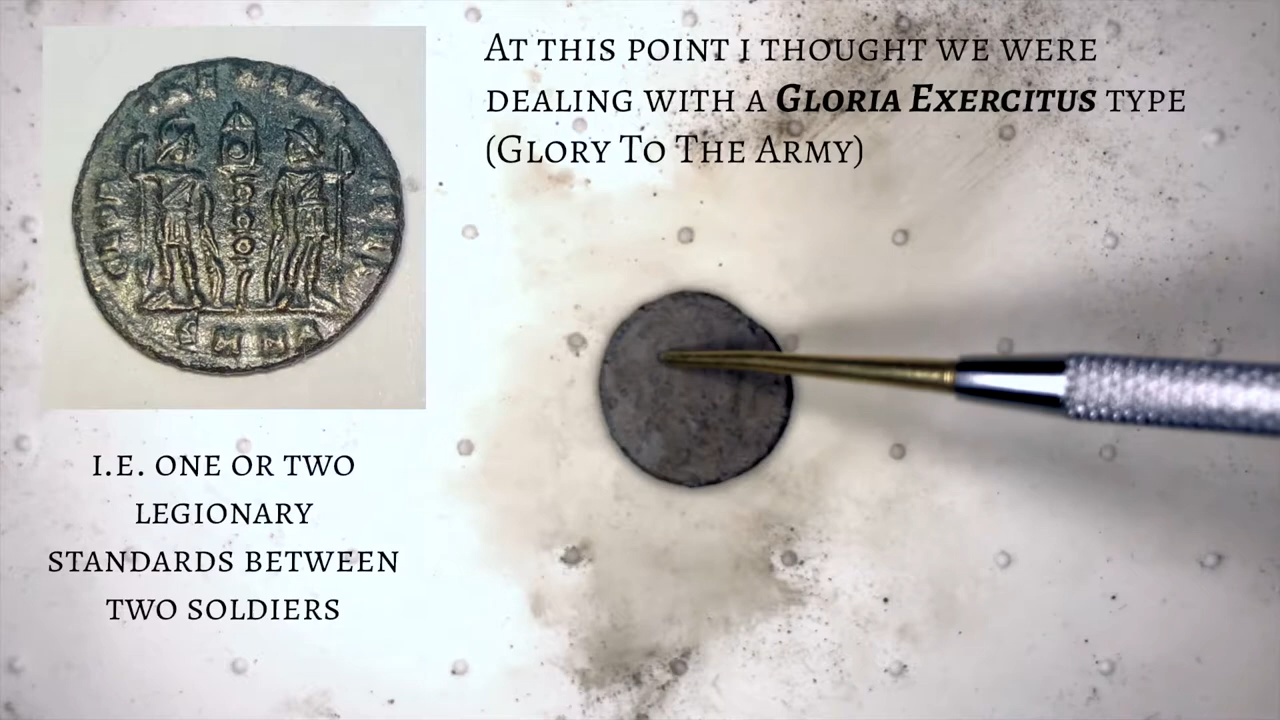 At this point i thought we were
dealing with a Gloria Exercitus type
(Glory To The Army)
i.e. one or two
legionary
standards between
two soldiers